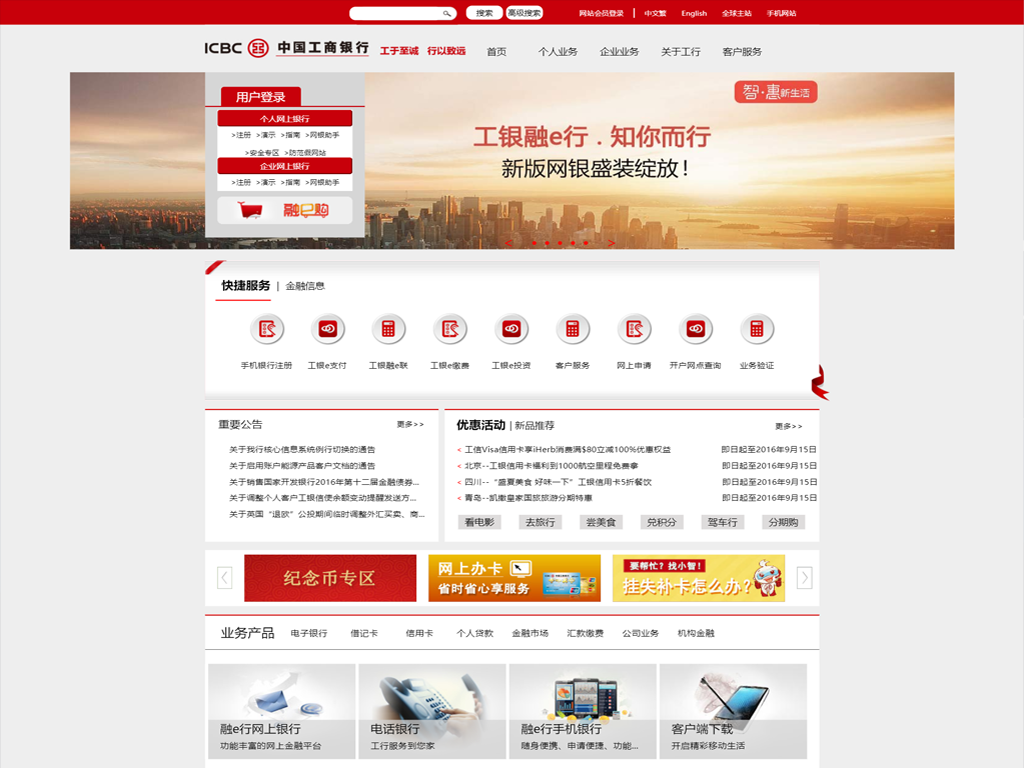 搜索 高级搜索 网站会员登录 | 中文繁 English 全球主站 手机网站
ICBC 中国工商银行 工于至诚 行以致远 首页 个人业务 企业业务 关于工行 客户服务
智·惠新生活
用户登录
个人网上银行
>注册 >演示 >指南 >网银助手
>安全专区 >防范假网站
企业网上银行
>注册 >演示 >指南 >网银助手
融e购
工银融e行．知你而行
新版网银盛装绽放！
< >
快捷服务 | 金融信息
手机银行注册 工银e支付 工银融e联 工银e缴费 工银e投资 客户服务 网上申请 开户网点查询 业务验证
重要公告 更多>>
关于我行核心信息系统例行切换的通告
关于启用账户能源产品客户文档的通告
关于销售国家开发银行2016年第十二届金融债券...
关于调整个人客户工银信使余额变动提醒发送方...
关于英国“退欧”公投期间临时调整外汇买卖、商...
优惠活动 | 新品推荐 更多>>
< 工信Visa信用卡享iHerb消费满$80立减100%优惠权益 即日起至2016年9月15日
< 北京--工银信用卡福利到1000航空里程免费拿 即日起至2016年9月15日
< 四川--“盛夏美食 好味一下”工银信用卡5折餐饮 即日起至2016年9月15日
< 青岛--凯撒皇家国旅旅游分期特惠 即日起至2016年9月15日
看电影 去旅行 尝美食 兑积分 驾车行 分期购
纪念币专区
网上办卡
省时省心享服务
要帮忙？找小智！
挂失补卡怎么办？
业务产品 电子银行 借记卡 信用卡 个人贷款 金融市场 汇款缴费 公司业务 机构金融
融e行网上银行
功能丰富的网上金融平台
电话银行
工行服务到您家
融e行手机银行
随身便携、申请便捷、功能...
客户端下载
开启精彩移动生活